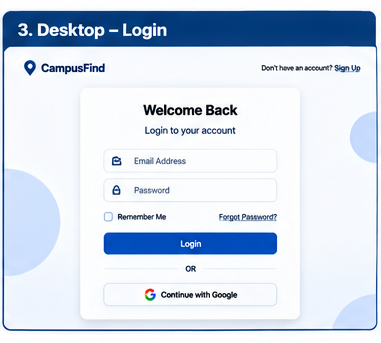 3. Desktop – Login
CampusFind
Don't have an account? Sign Up
Welcome Back
Login to your account
Email Address
Password
Remember Me
Forgot Password?
Login
OR
Continue with Google